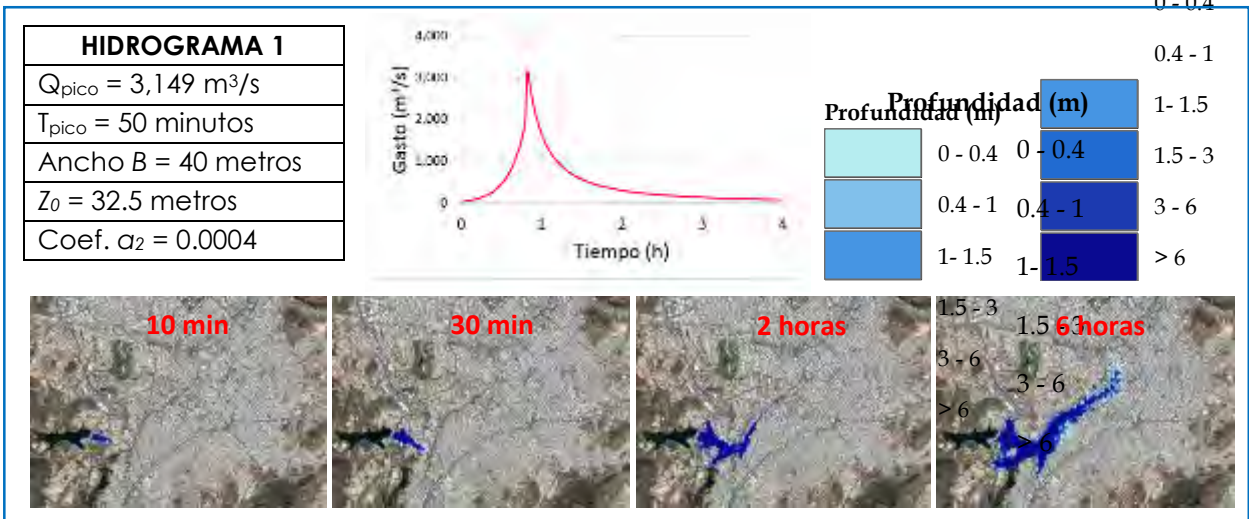 HIDROGRAMA 1
Qpico = 3,149 m³/s
Tpico = 50 minutos
Ancho B = 40 metros
Z0 = 32.5 metros
Coef. a2 = 0.0004
Gasto (m³/s)
4,000
3,000
2,000
1,000
0
0 1 2 3 4
Tiempo (h)
Profundidad (m)
0 - 0.4
0.4 - 1
1- 1.5
1.5 - 3
3 - 6
> 6
Profundidad (m)
0 - 0.4
0.4 - 1
1- 1.5
1.5 - 3
3 - 6
> 6
0 - 0.4
0.4 - 1
1- 1.5
1.5 - 3
3 - 6
> 6
10 min
30 min
2 horas
6 horas